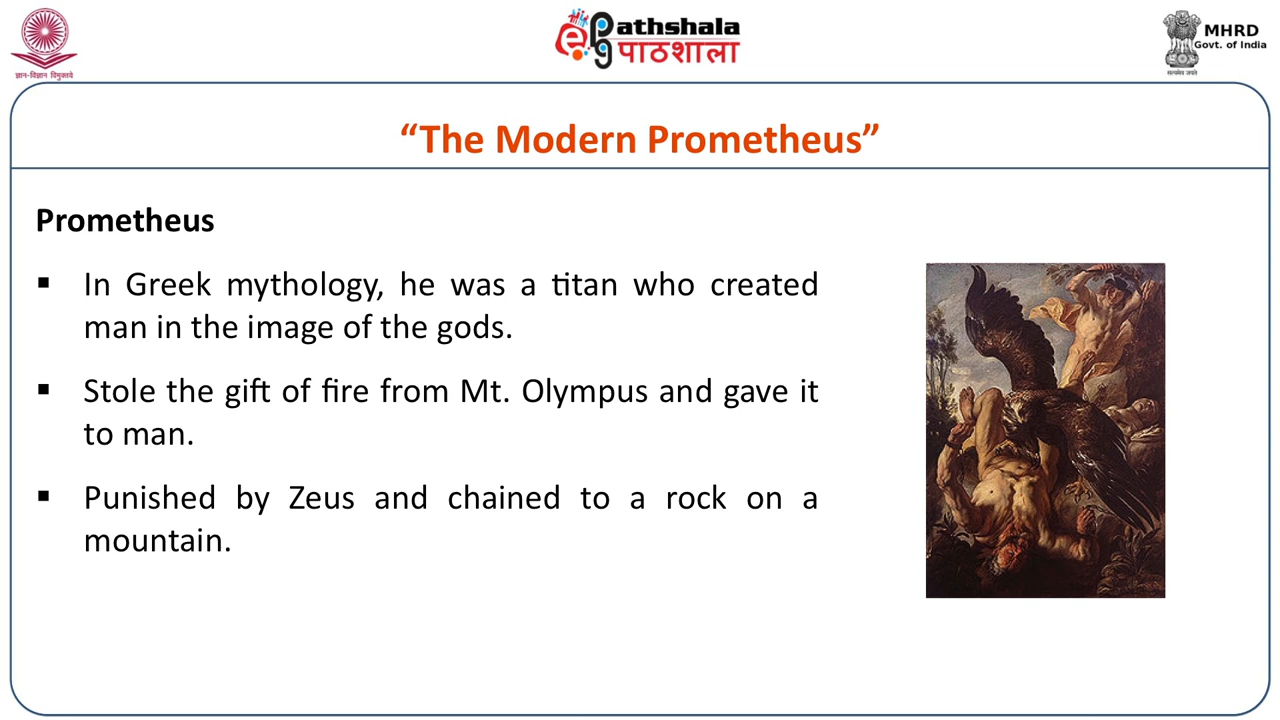 ज्ञान-विज्ञान विमुक्तये
ePathshala
पाठशाला
MHRD
Govt. of India
सत्यमेव जयते
“The Modern Prometheus”
Prometheus
▪ In Greek mythology, he was a titan who created
man in the image of the gods.
▪ Stole the gift of fire from Mt. Olympus and gave it
to man.
▪ Punished by Zeus and chained to a rock on a
mountain.